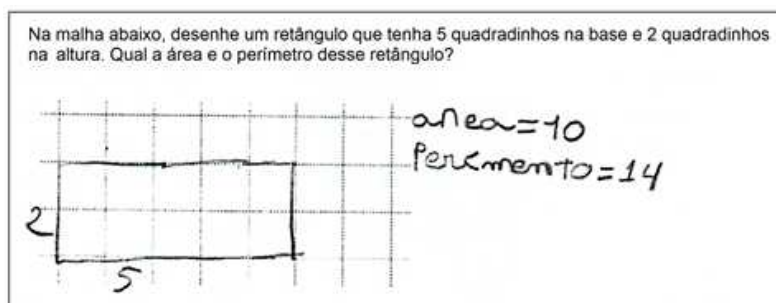 Na malha abaixo, desenhe um retângulo que tenha 5 quadradinhos na base e 2 quadradinhos
na altura. Qual a área e o perímetro desse retângulo?
area=10
Perimento=14
2
5